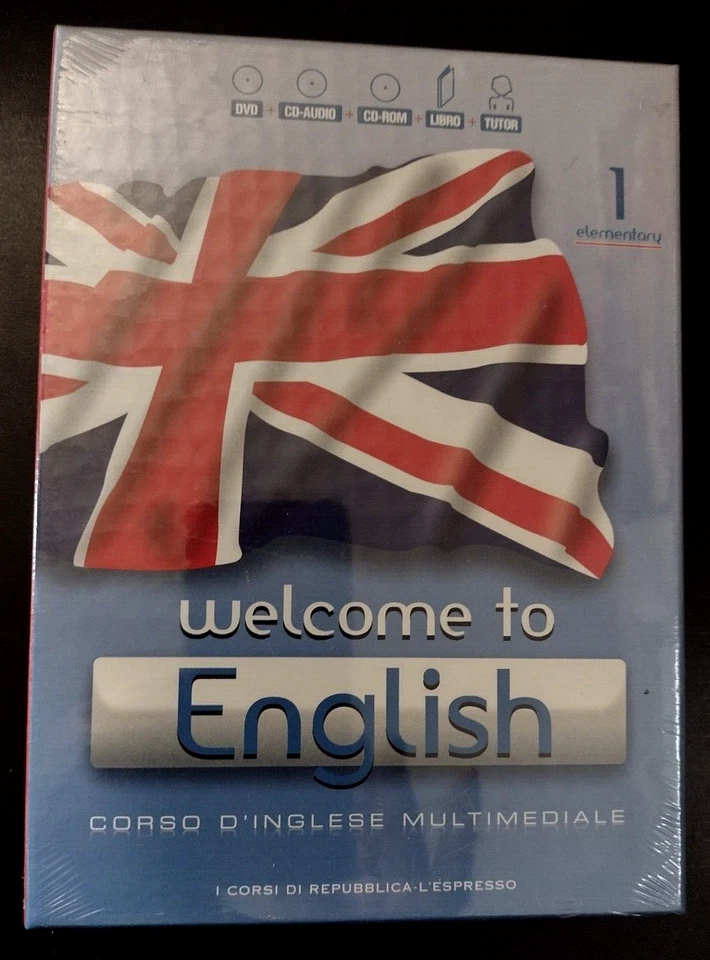 DVD + CD-AUDIO + CD-ROM + LIBRO + TUTOR
1
elementary
welcome to
English
CORSO D'INGLESE MULTIMEDIALE
I CORSI DI REPUBBLICA-L'ESPRESSO